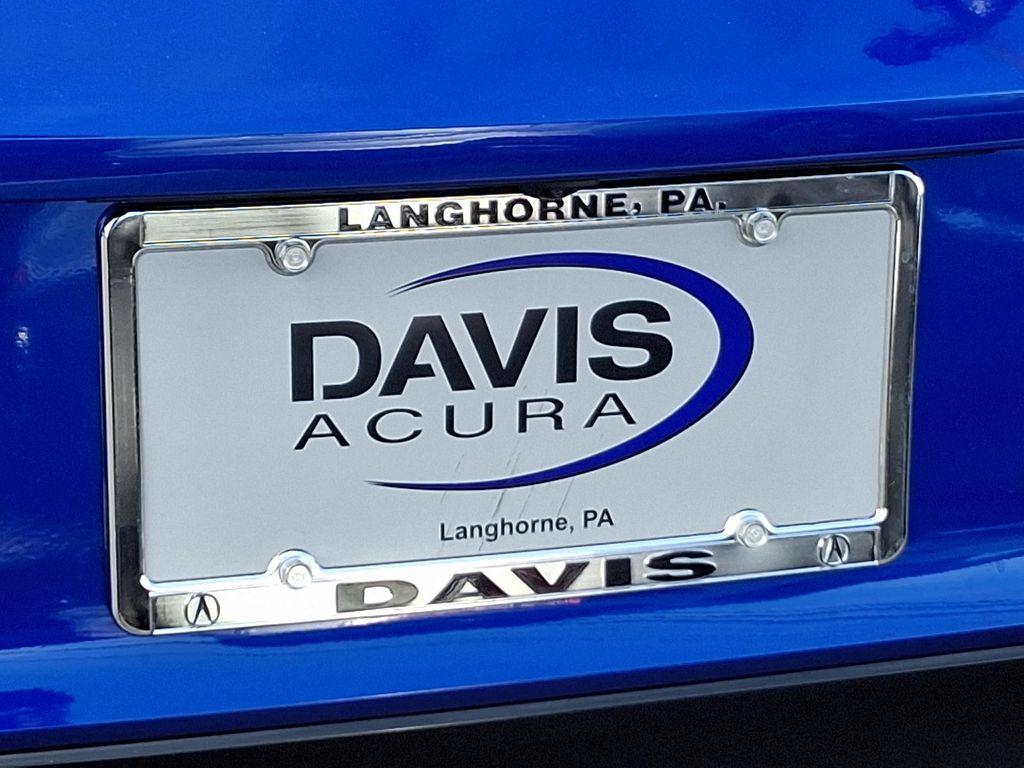 LANGHORNE, PA.
DAVIS
ACURA
Langhorne, PA
DAVIS